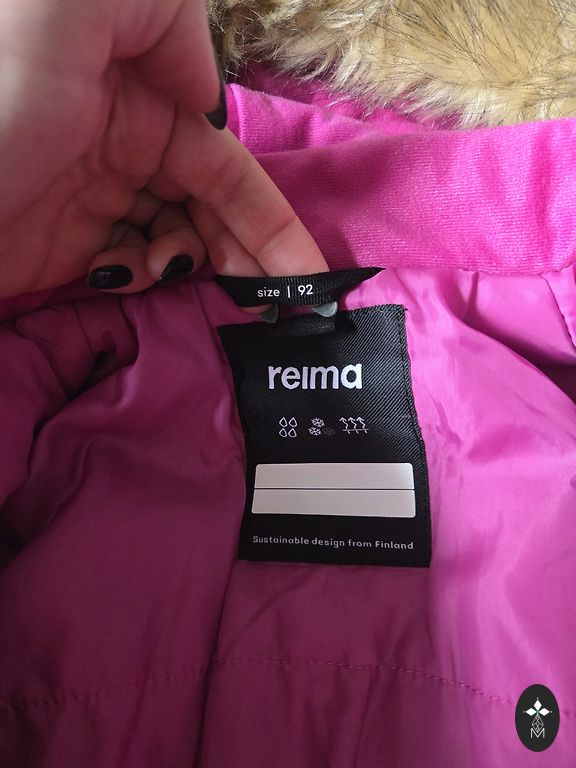 size | 92
reima
Sustainable design from Finland